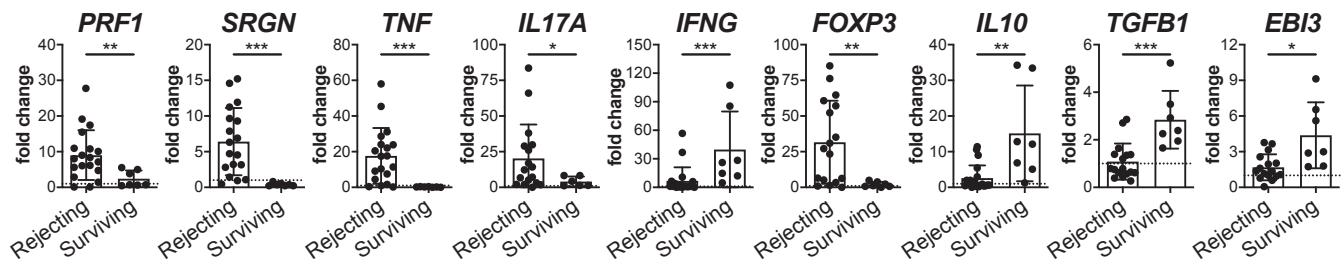 PRF1 SRGN TNF IL17A IFNG FOXP3 IL10 TGFB1 EBI3
** *** *** * *** ** ** *** *
fold change fold change fold change fold change fold change fold change fold change fold change fold change
40 20 80 100 150 100 40 6 12
30 15 60 75 120 75 30 4 9
20 10 40 50 90 50 20 2 6
10 5 20 25 60 25 10 0 3
0 0 0 0 30 0 0 0
0
Rejecting Surviving Rejecting Surviving Rejecting Surviving Rejecting Surviving Rejecting Surviving Rejecting Surviving Rejecting Surviving Rejecting Surviving Rejecting Surviving